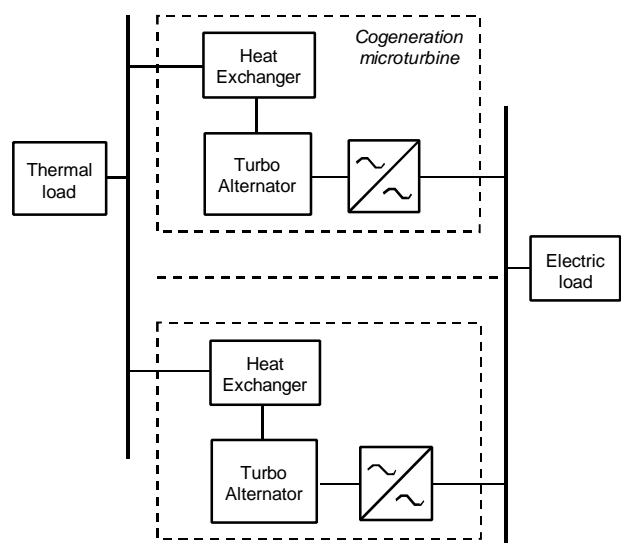 Cogeneration
microturbine
Heat
Exchanger
Thermal
load
Turbo
Alternator
Electric
load
Heat
Exchanger
Turbo
Alternator